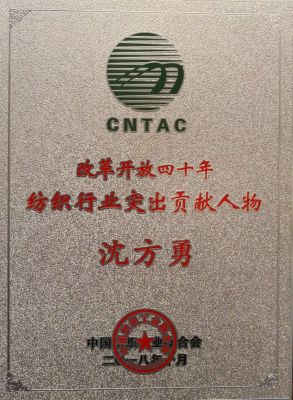 CNTAC
改革开放四十年
纺织行业突出贡献人物
沈方勇
中国 织 业 合会
二 一八年 月